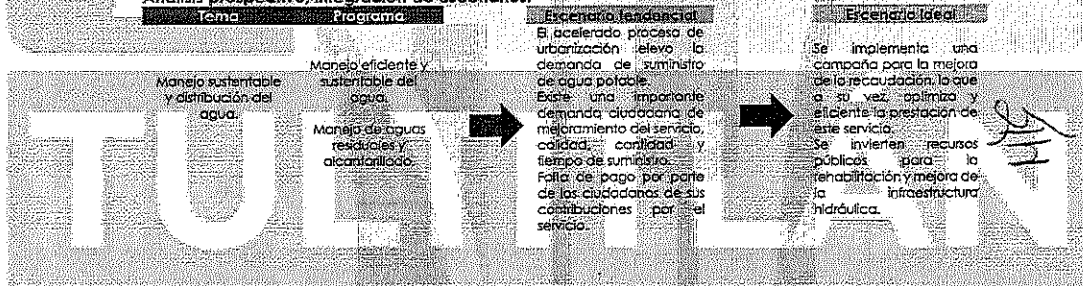 Análisis prospectivo, integración de escenarios.
Tema
Programa
Escenario tendencial
Escenario ideal
Manejo sustentable
y distribución del
agua.
Manejo eficiente y
sustentable del
agua.
Manejo de aguas
residuales y
alcantarillado.
El acelerado proceso de
urbanización elevo la
demanda de suministro
de agua potable.
Existe una importante
demanda ciudadana de
mejoramiento del servicio,
calidad, cantidad y
tiempo de suministro.
Falta de pago por parte
de los ciudadanos de sus
contribuciones por el
servicio.
Se implementa una
campaña para la mejora
de la recaudación, lo que
a su vez, optimiza y
eficiente la prestación de
este servicio.
Se invierten recursos
públicos para la
rehabilitación y mejora de
la infraestructura
hidráulica.
TULTITLÁN